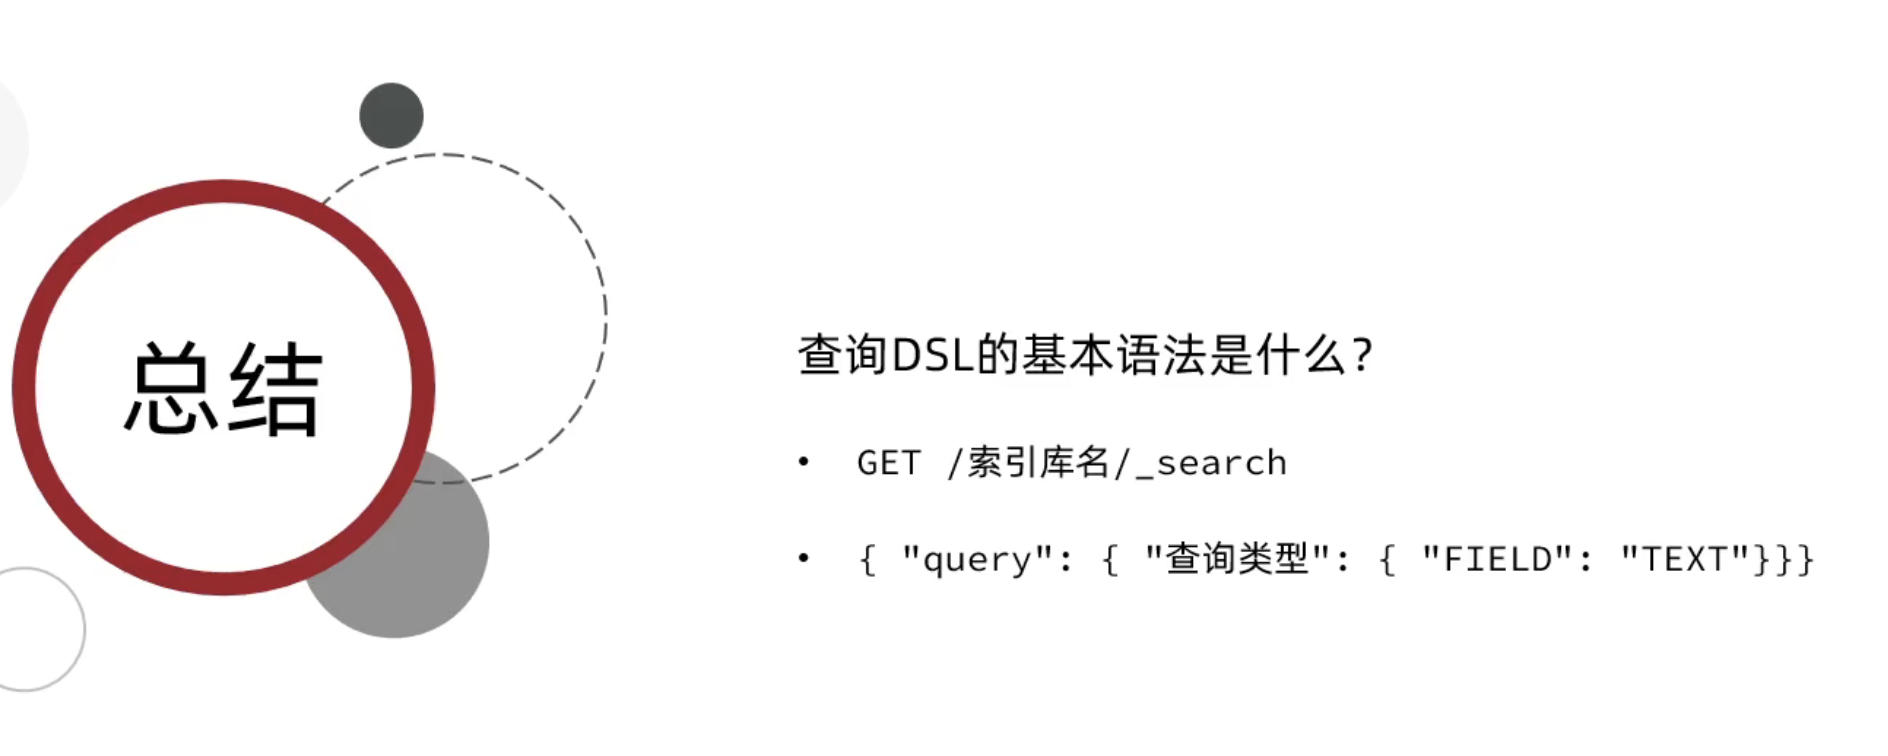 总结
查询DSL的基本语法是什么？
• GET /索引库名/_search
• { "query": { "查询类型": { "FIELD": "TEXT"}}}